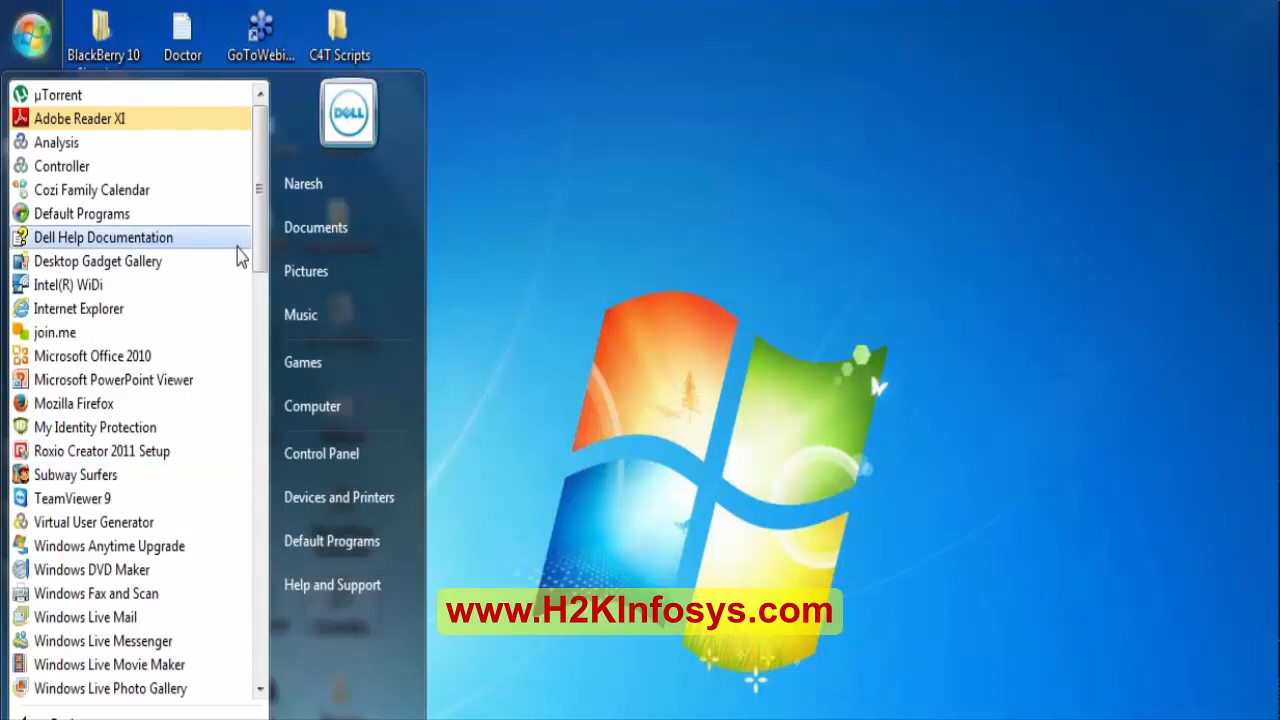 BlackBerry 10
Doctor
GoToWebi...
C4T Scripts
µTorrent
Adobe Reader XI
Analysis
Controller
Cozi Family Calendar
Default Programs
Dell Help Documentation
Desktop Gadget Gallery
Intel(R) WiDi
Internet Explorer
join.me
Microsoft Office 2010
Microsoft PowerPoint Viewer
Mozilla Firefox
My Identity Protection
Roxio Creator 2011 Setup
Subway Surfers
TeamViewer 9
Virtual User Generator
Windows Anytime Upgrade
Windows DVD Maker
Windows Fax and Scan
Windows Live Mail
Windows Live Messenger
Windows Live Movie Maker
Windows Live Photo Gallery
DELL
Naresh
Documents
Pictures
Music
Games
Computer
Control Panel
Devices and Printers
Default Programs
Help and Support
www.H2KInfosys.com